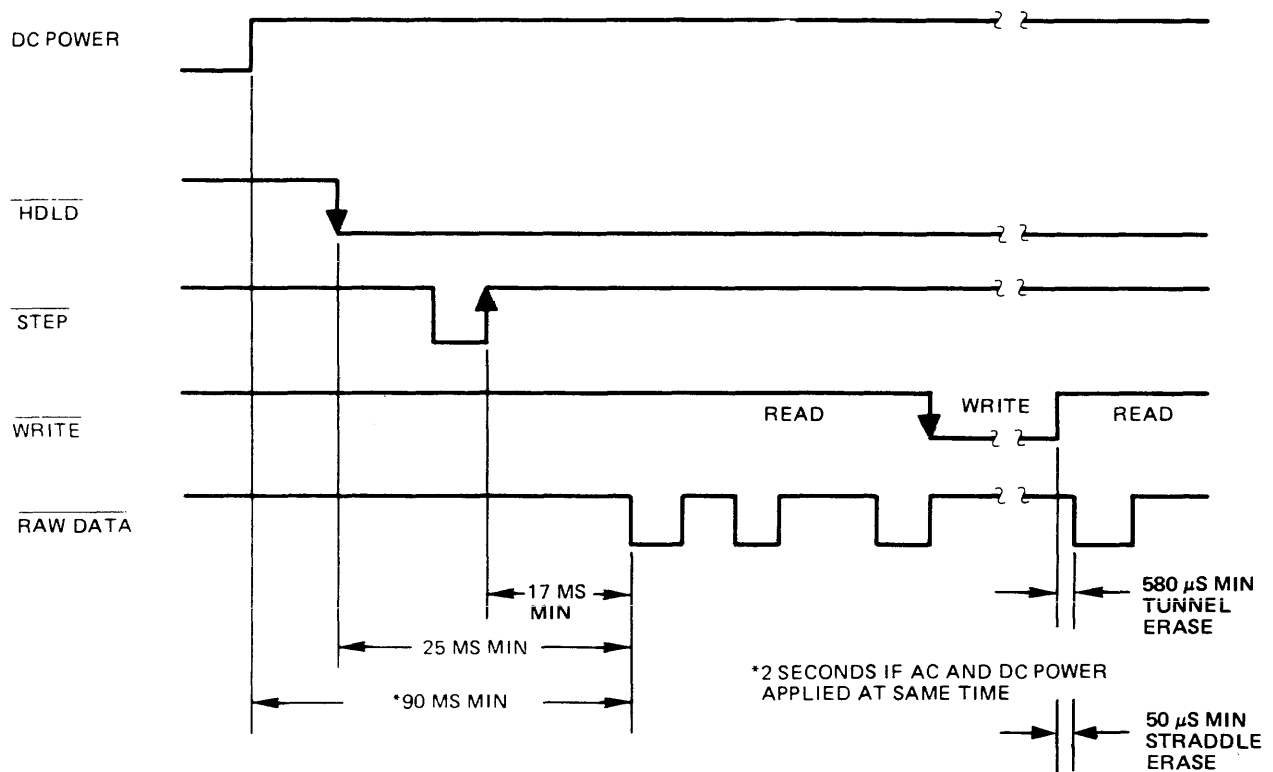 DC POWER
HDLD
STEP
WRITE
READ
WRITE
READ
RAW DATA
17 MS
MIN
580 μS MIN
TUNNEL
ERASE
25 MS MIN
*2 SECONDS IF AC AND DC POWER
APPLIED AT SAME TIME
*90 MS MIN
50 μS MIN
STRADDLE
ERASE